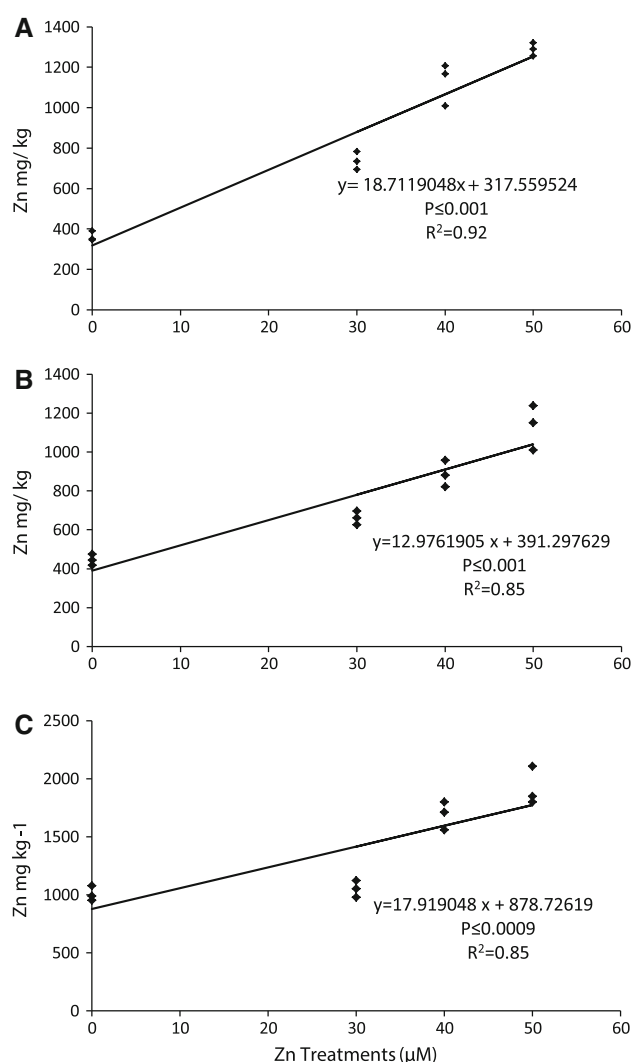 A
Zn mg/ kg
1400
1200
1000
800
600
400
200
0
y= 18.7119048x + 317.559524
P≤0.001
R²=0.92
0 10 20 30 40 50 60
B
Zn mg/ kg
1400
1200
1000
800
600
400
200
0
y=12.9761905 x + 391.297629
P≤0.001
R²=0.85
0 10 20 30 40 50 60
C
Zn mg kg -1
2500
2000
1500
1000
500
0
y=17.919048 x + 878.72619
P≤0.0009
R²=0.85
0 10 20 30 40 50 60
Zn Treatments (µM)